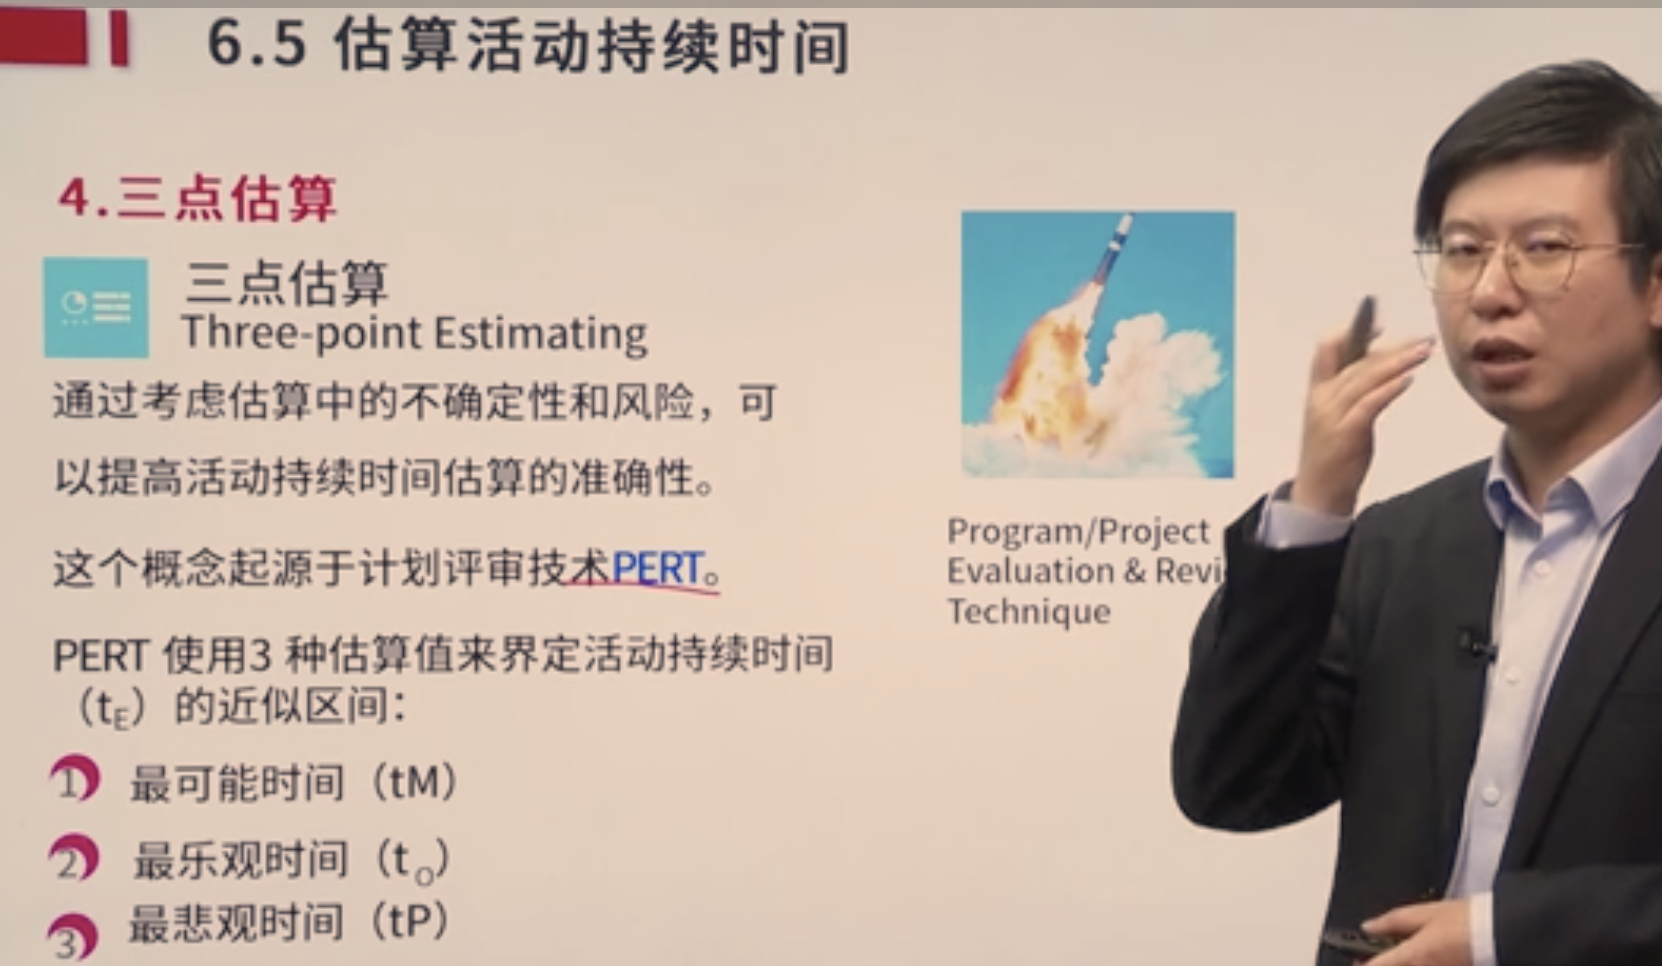 6.5 估算活动持续时间
4.三点估算
三点估算
Three-point Estimating
通过考虑估算中的不确定性和风险，可
以提高活动持续时间估算的准确性。
这个概念起源于计划评审技术PERT。
PERT 使用3 种估算值来界定活动持续时间
（tE）的近似区间：
1 最可能时间（tM）
2 最乐观时间（tO）
3 最悲观时间（tP）
Program/Project
Evaluation & Revi
Technique